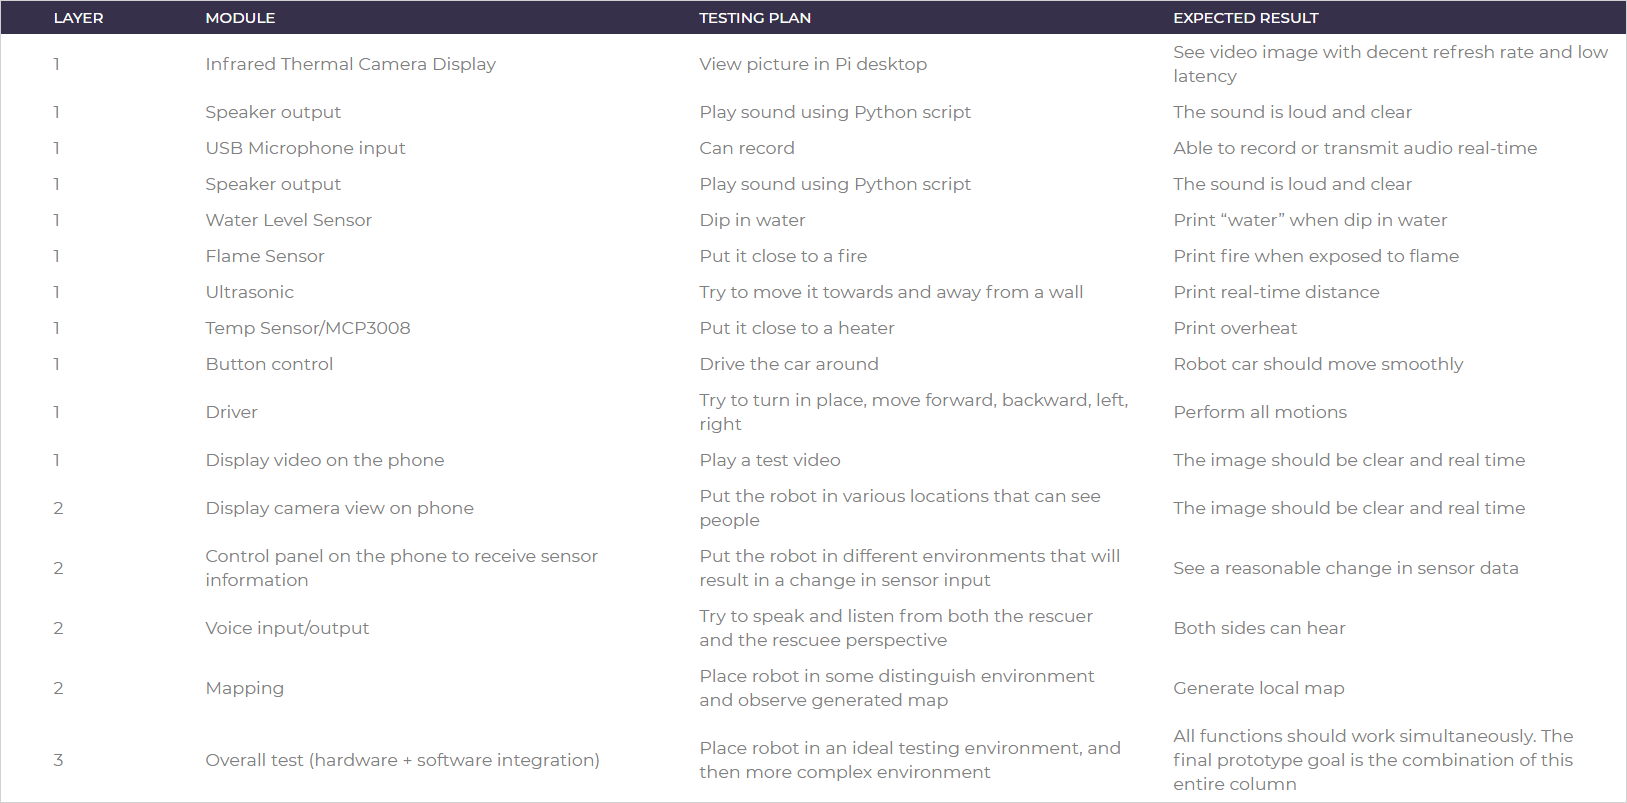 LAYER MODULE TESTING PLAN EXPECTED RESULT
1 Infrared Thermal Camera Display View picture in Pi desktop See video image with decent refresh rate and low
latency
1 Speaker output Play sound using Python script The sound is loud and clear
1 USB Microphone input Can record Able to record or transmit audio real-time
1 Speaker output Play sound using Python script The sound is loud and clear
1 Water Level Sensor Dip in water Print “water” when dip in water
1 Flame Sensor Put it close to a fire Print fire when exposed to flame
1 Ultrasonic Try to move it towards and away from a wall Print real-time distance
1 Temp Sensor/MCP3008 Put it close to a heater Print overheat
1 Button control Drive the car around Robot car should move smoothly
1 Driver Try to turn in place, move forward, backward, left,
right Perform all motions
1 Display video on the phone Play a test video The image should be clear and real time
2 Display camera view on phone Put the robot in various locations that can see
people The image should be clear and real time
2 Control panel on the phone to receive sensor
information Put the robot in different environments that will
result in a change in sensor input See a reasonable change in sensor data
2 Voice input/output Try to speak and listen from both the rescuer
and the rescuee perspective Both sides can hear
2 Mapping Place robot in some distinguish environment
and observe generated map Generate local map
3 Overall test (hardware + software integration) Place robot in an ideal testing environment, and
then more complex environment All functions should work simultaneously. The
final prototype goal is the combination of this
entire column